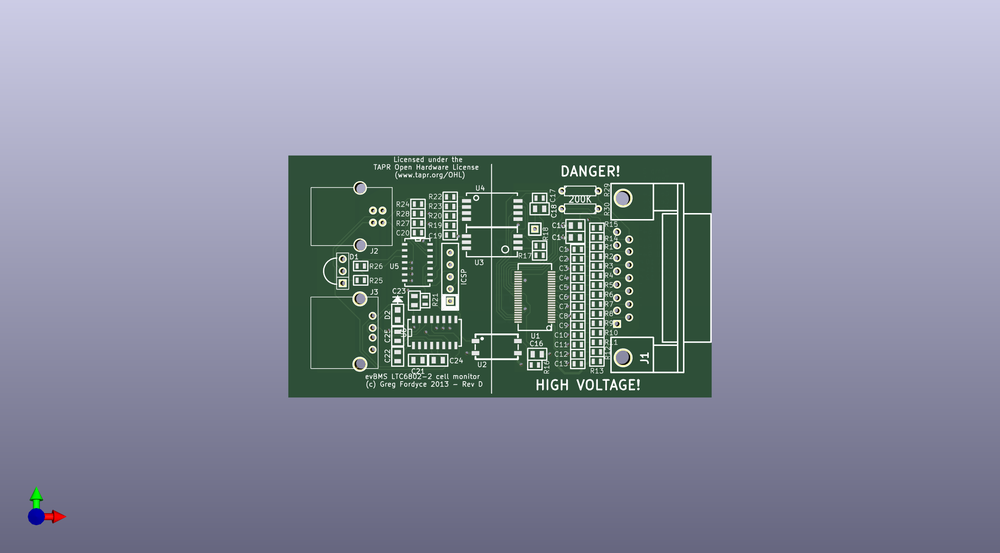 Licensed under the
TAPR Open Hardware License
(www.tapr.org/OHL)
DANGER!
U4
R22
R23
R20
R19
C19
R24
R28
R27
C20
C17
C18
200K
R29
R30
R15
J2
D1
R26
R25
U5
U3
ICSP
R18
R17
C15
C14
C1
C2
C3
C4
C5
C6
C7
C8
C9
C10
C11
C12
C13
R14
R1
R2
R3
R4
R5
R6
R7
R8
R9
R10
R11
R12
R13
J3
C23
R21
D2
C25
C22
C21
C24
U1
U2
C16
R16
J1
evBMS LTC6802-2 cell monitor
(c) Greg Fordyce 2013 - Rev D
HIGH VOLTAGE!